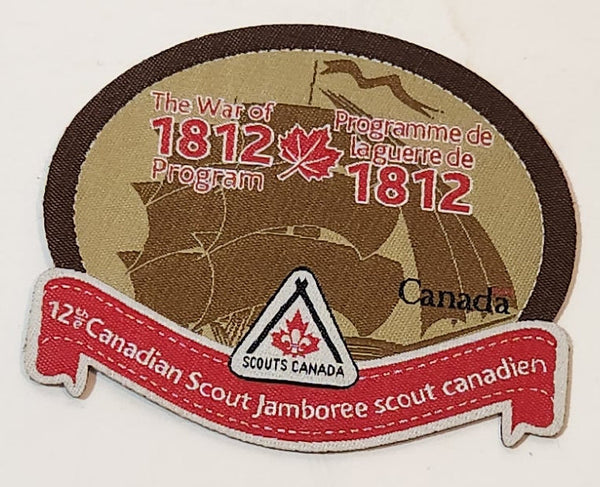 The War of
1812
Program
Programme de
la guerre de
1812
Canada
SCOUTS CANADA
12th/e Canadian Scout Jamboree scout canadien